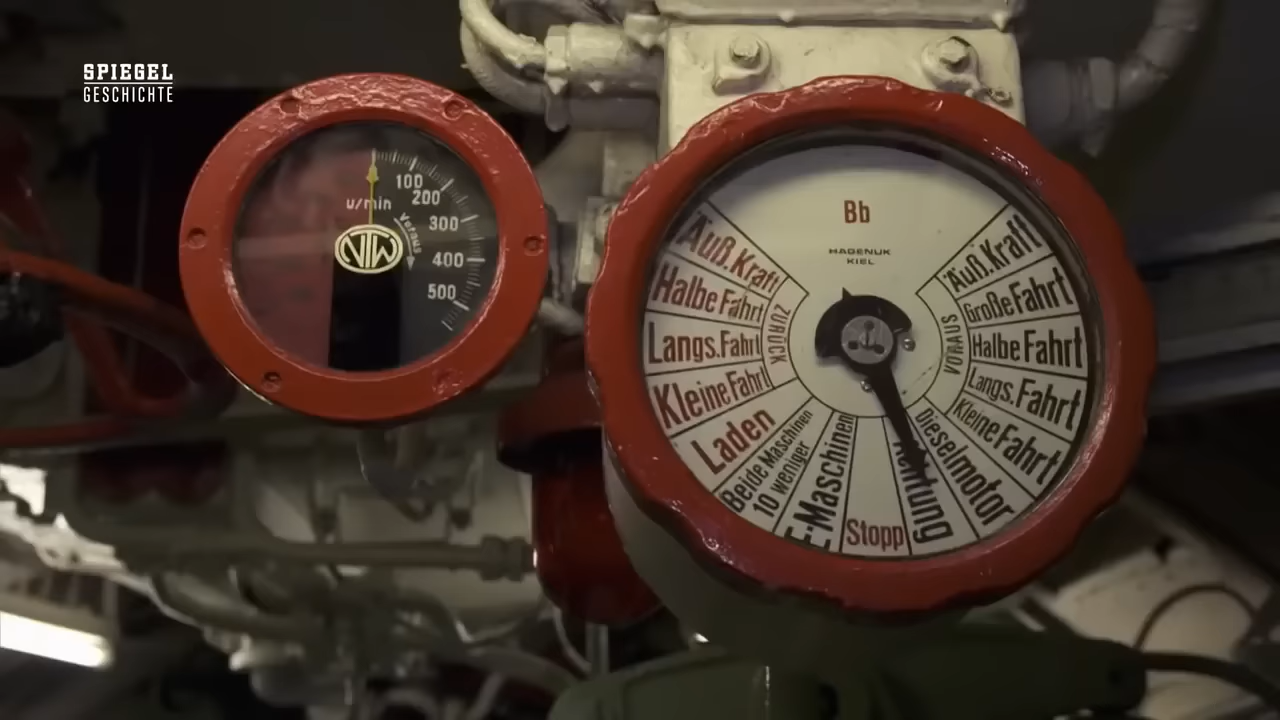 SPIEGEL
GESCHICHTE
100
200
300
400
500
u/min
Voraus
NTW
Bb
HAGENUK
KIEL
Äuß.Kraft
Halbe Fahrt
Langs.Fahrt
Kleine Fahrt
Laden
Beide Maschinen
10 weniger
E-Maschinen
Stopp
Achtung
Dieselmotor
Kleine Fahrt
Langs. Fahrt
Halbe Fahrt
Große Fahrt
Äuß.Kraft
ZURÜCK
VORAUS